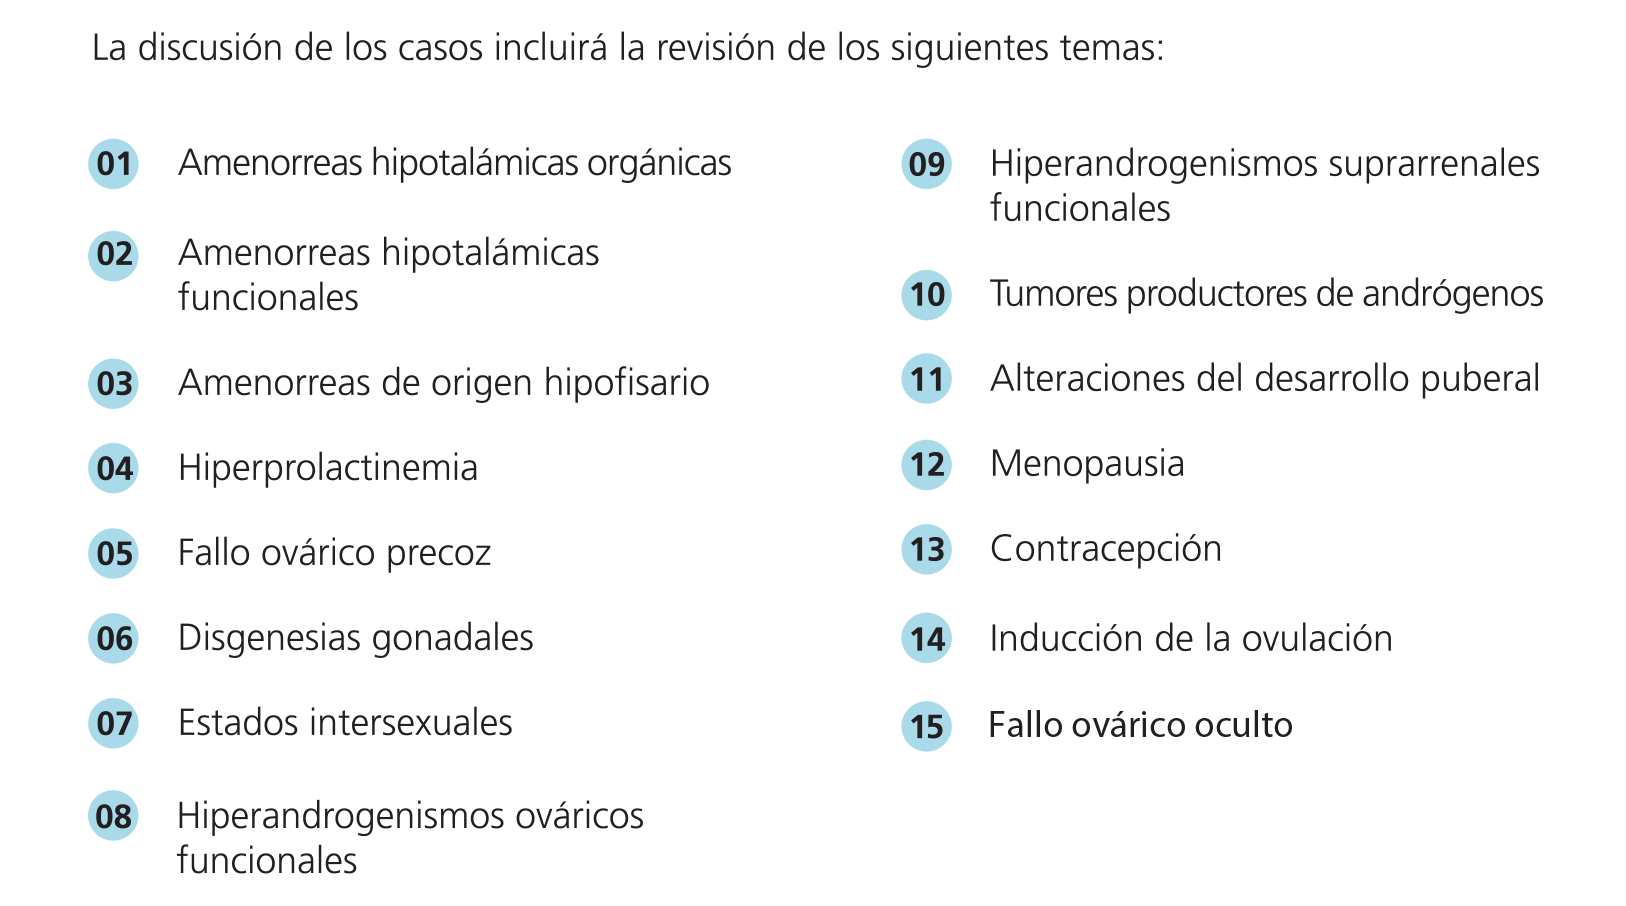 La discusión de los casos incluirá la revisión de los siguientes temas:
01 Amenorreas hipotalámicas orgánicas
02 Amenorreas hipotalámicas
funcionales
03 Amenorreas de origen hipofisario
04 Hiperprolactinemia
05 Fallo ovárico precoz
06 Disgenesias gonadales
07 Estados intersexuales
08 Hiperandrogenismos ováricos
funcionales
09 Hiperandrogenismos suprarrenales
funcionales
10 Tumores productores de andrógenos
11 Alteraciones del desarrollo puberal
12 Menopausia
13 Contracepción
14 Inducción de la ovulación
15 Fallo ovárico oculto